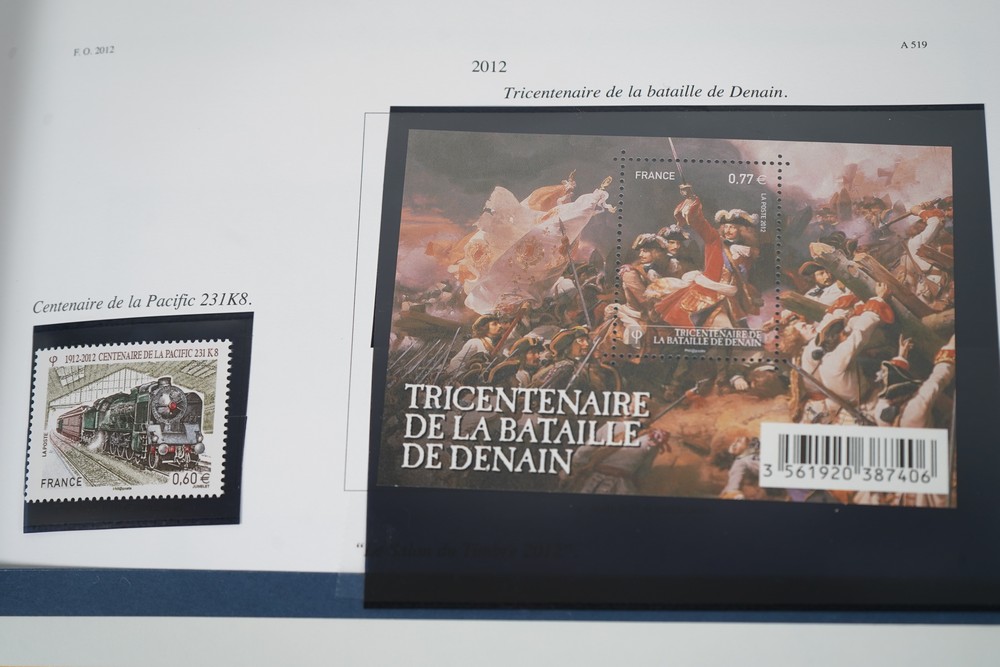 F. O. 2012
A 519
2012
Tricentenaire de la bataille de Denain.
Centenaire de la Pacific 231K8.
1912-2012 CENTENAIRE DE LA PACIFIC 231 K8
LA POSTE
FRANCE
0,60 €
JUMELET
FRANCE
0,77 €
LA POSTE 2012
TRICENTENAIRE DE
LA BATAILLE DE DENAIN
TRICENTENAIRE
DE LA BATAILLE
DE DENAIN
3 561920 387406